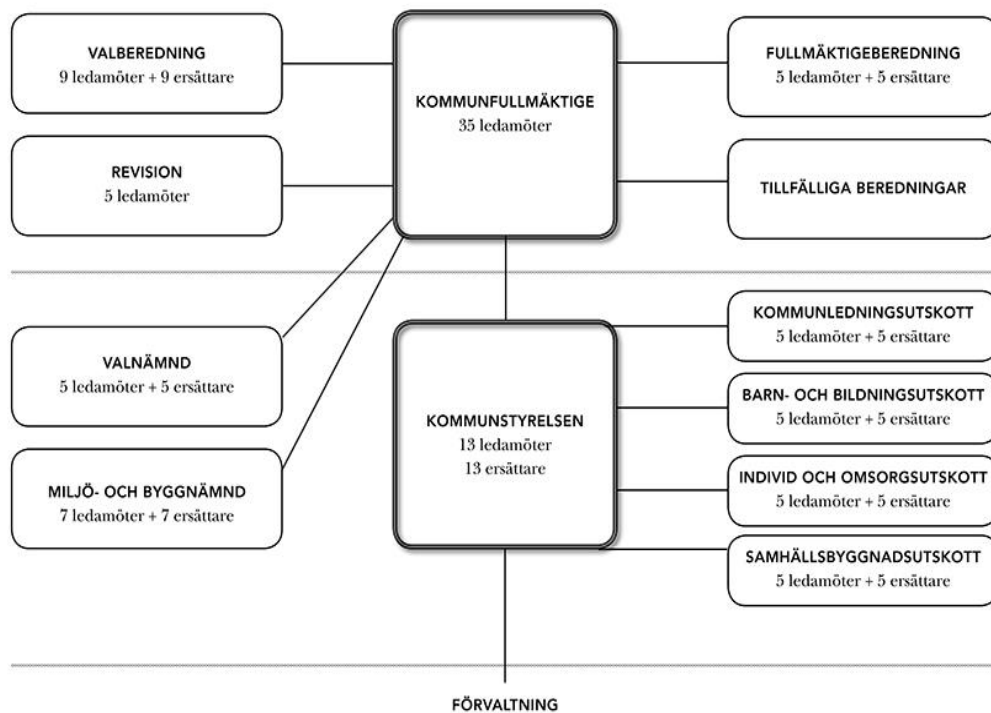 VALBEREDNING
9 ledamöter + 9 ersättare
REVISION
5 ledamöter
KOMMUNFULLMÄKTIGE
35 ledamöter
FULLMÄKTIGEBEREDNING
5 ledamöter + 5 ersättare
TILLFÄLLIGA BEREDNINGAR
VALNÄMND
5 ledamöter + 5 ersättare
MILJÖ- OCH BYGGNÄMND
7 ledamöter + 7 ersättare
KOMMUNSTYRELSEN
13 ledamöter
13 ersättare
KOMMUNLEDNINGSUTSKOTT
5 ledamöter + 5 ersättare
BARN- OCH BILDNINGSUTSKOTT
5 ledamöter + 5 ersättare
INDIVID OCH OMSORGSUTSKOTT
5 ledamöter + 5 ersättare
SAMHÄLLSBYGGNADSUTSKOTT
5 ledamöter + 5 ersättare
FÖRVALTNING